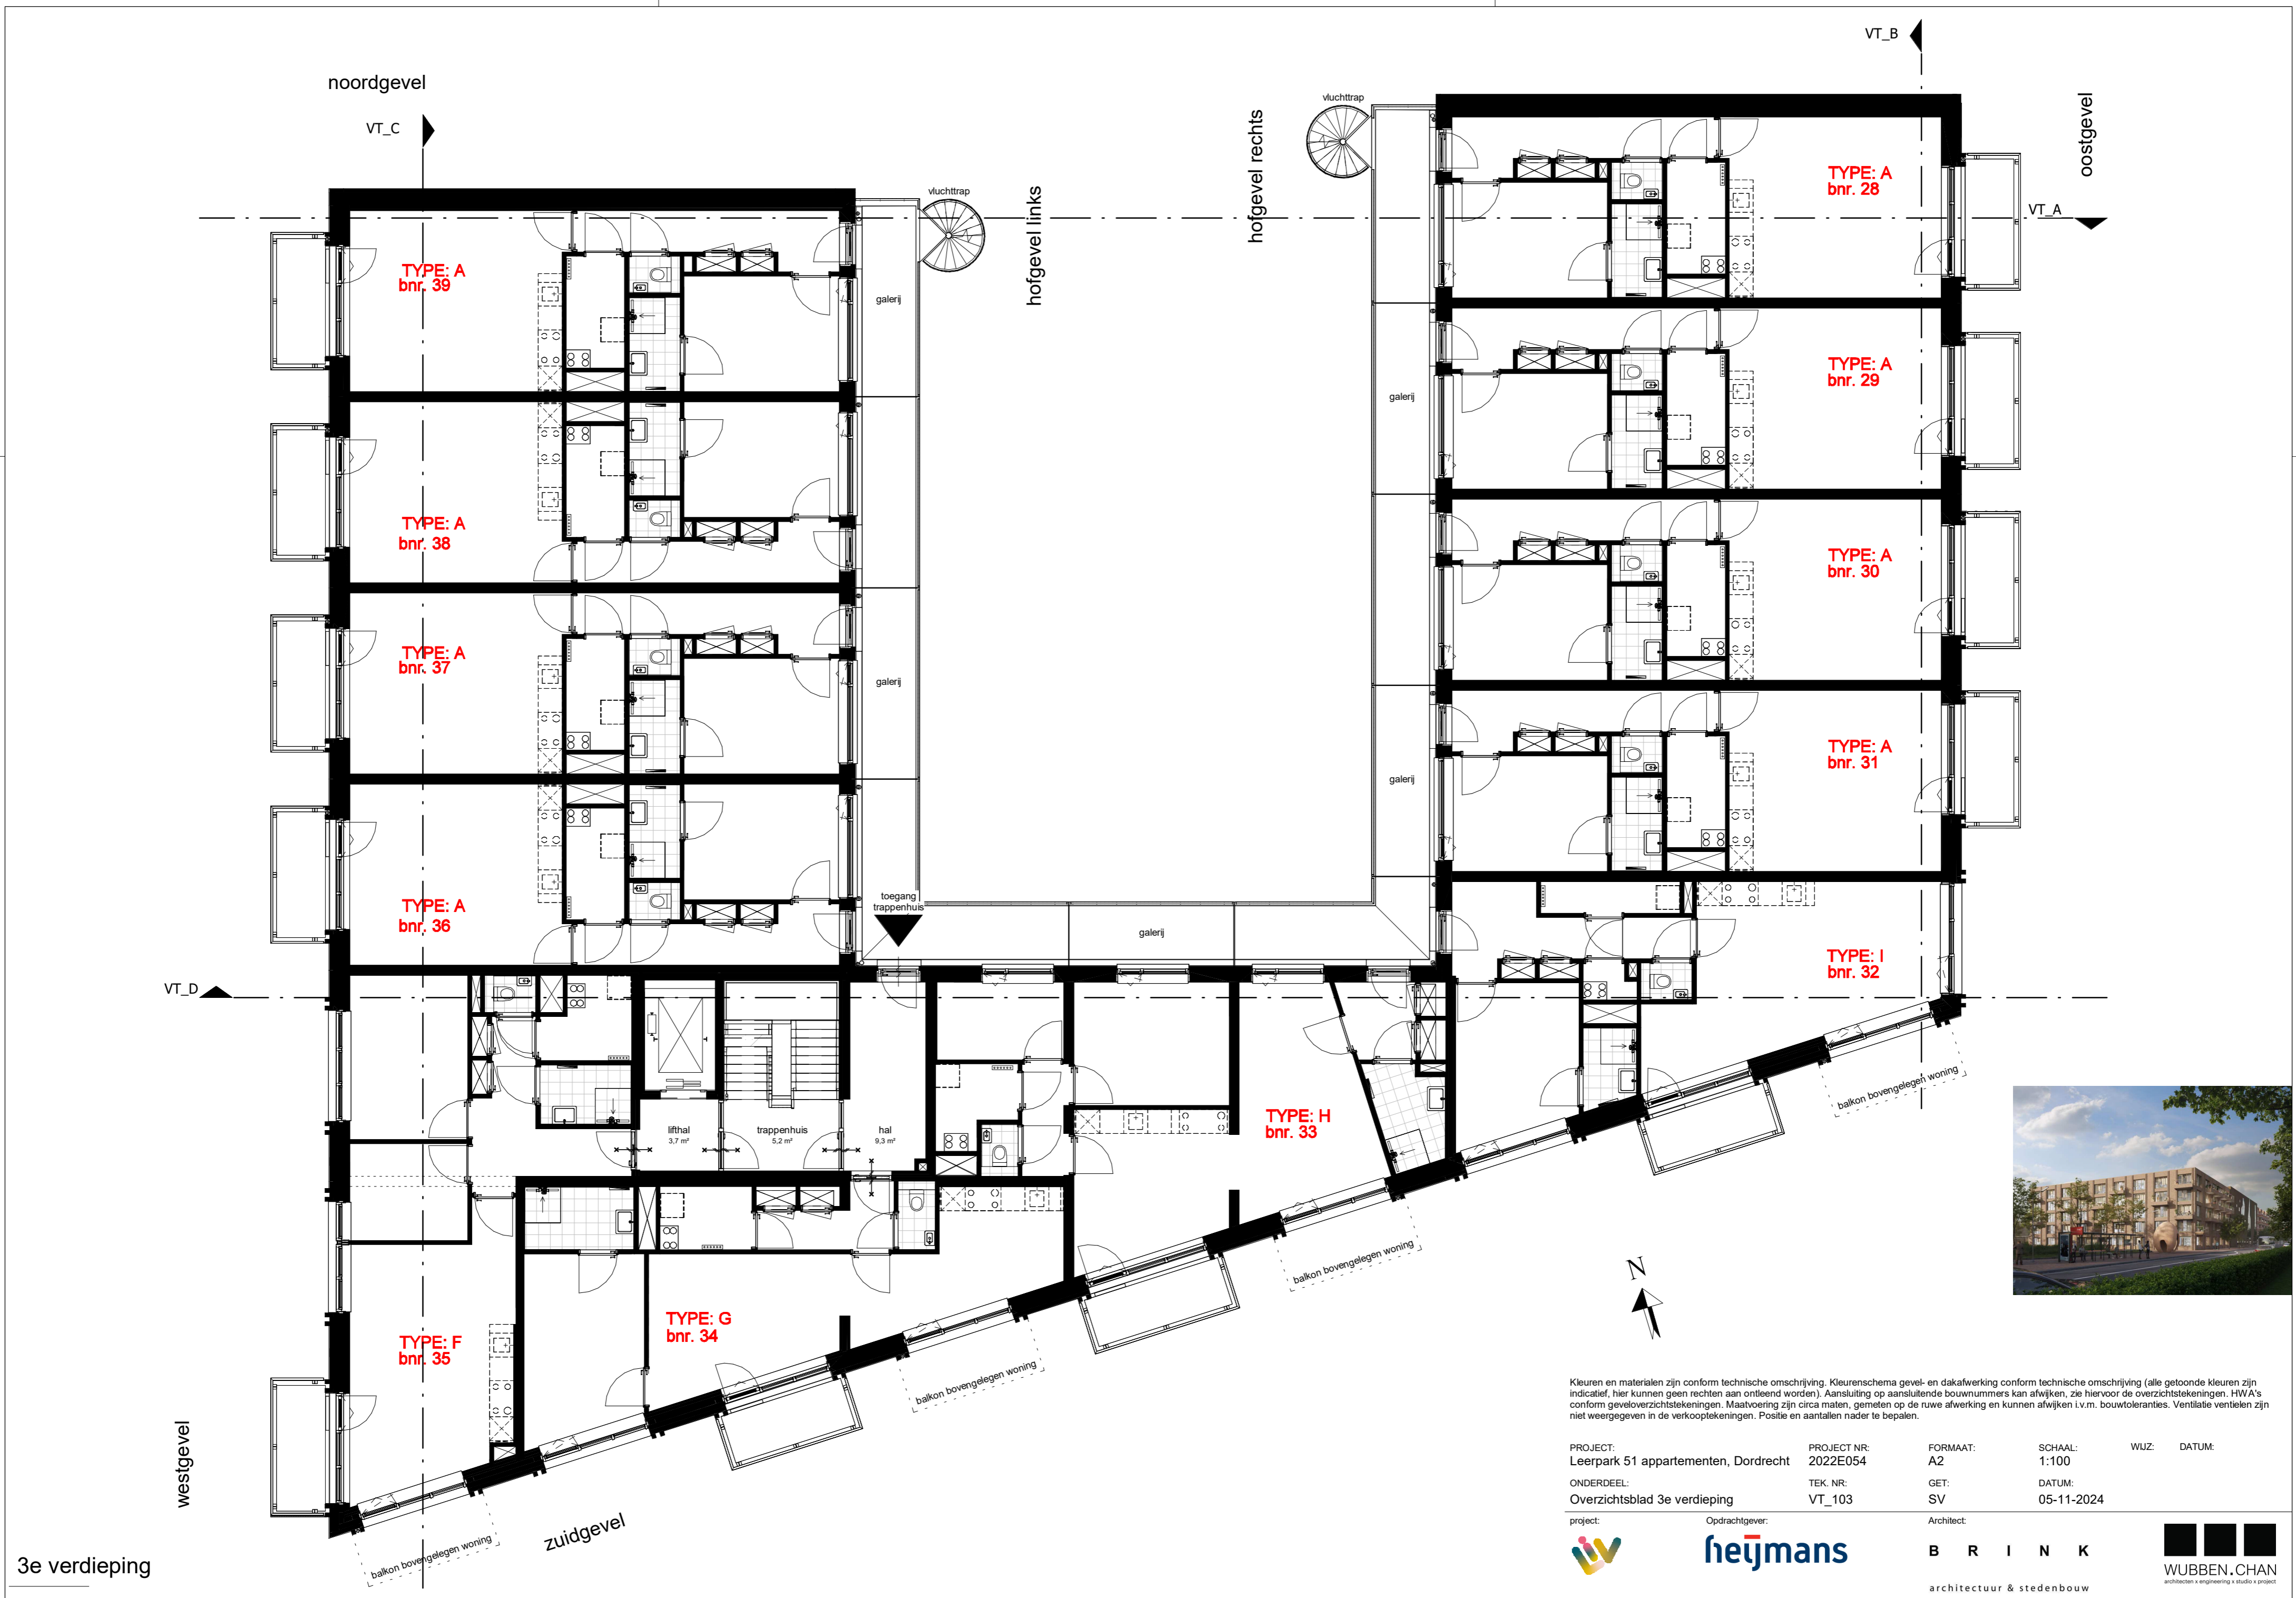 VT_B
noordgevel
VT_C
vluchttrap
hofgevel rechts
oostgevel
vluchttrap
hofgevel links
TYPE: A
bnr. 28
VT_A
TYPE: A
bnr. 39
galerij
TYPE: A
bnr. 29
galerij
TYPE: A
bnr. 38
TYPE: A
bnr. 30
TYPE: A
bnr. 37
galerij
TYPE: A
bnr. 31
galerij
TYPE: A
bnr. 36
toegang
trappenhuis
galerij
TYPE: I
bnr. 32
VT_D
balkon bovengelegen woning
lifthal
3,7 m²
trappenhuis
5,2 m²
hal
9,3 m²
TYPE: H
bnr. 33
balkon bovengelegen woning
N
TYPE: G
bnr. 34
TYPE: F
bnr. 35
balkon bovengelegen woning
westgevel
zuidgevel
balkon bovengelegen woning
3e verdieping
Kleuren en materialen zijn conform technische omschrijving. Kleurenschema gevel- en dakafwerking conform technische omschrijving (alle getoonde kleuren zijn
indicatief, hier kunnen geen rechten aan ontleend worden). Aansluiting op aansluitende bouwnummers kan afwijken, zie hiervoor de overzichtstekeningen. HWA's
conform geveloverzichtstekeningen. Maatvoering zijn circa maten, gemeten op de ruwe afwerking en kunnen afwijken i.v.m. bouwtoleranties. Ventilatie ventielen zijn
niet weergegeven in de verkooptekeningen. Positie en aantallen nader te bepalen.
PROJECT: PROJECT NR: FORMAAT: SCHAAL: WIJZ: DATUM:
Leerpark 51 appartementen, Dordrecht 2022E054 A2 1:100
ONDERDEEL: TEK. NR: GET: DATUM:
Overzichtsblad 3e verdieping VT_103 SV 05-11-2024
project: Opdrachtgever: Architect:
heijmans
BRINK
architectuur & stedenbouw
WUBBEN.CHAN
architecten x engineering x studio x project